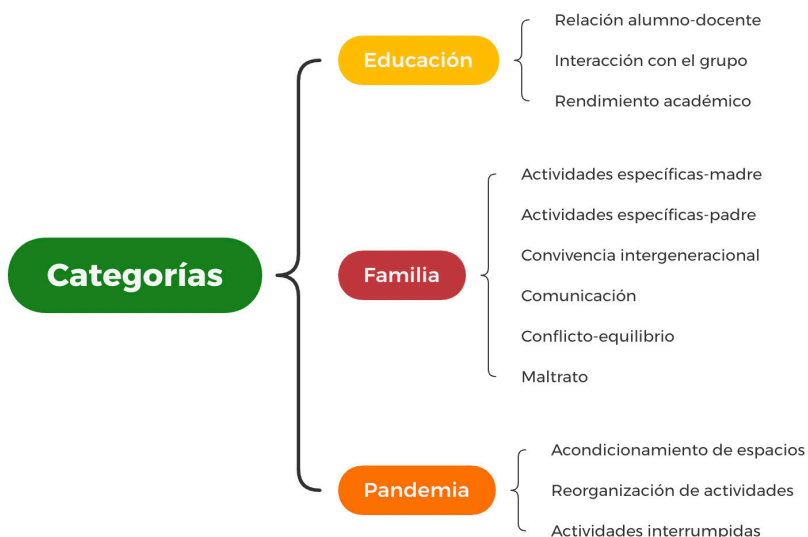 Categorías
Educación
Relación alumno-docente
Interacción con el grupo
Rendimiento académico
Familia
Actividades específicas-madre
Actividades específicas-padre
Convivencia intergeneracional
Comunicación
Conflicto-equilibrio
Maltrato
Pandemia
Acondicionamiento de espacios
Reorganización de actividades
Actividades interrumpidas